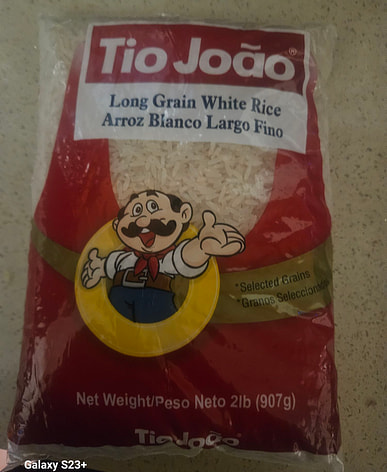 Tio João®
Long Grain White Rice
Arroz Blanco Largo Fino
*Selected Grains
*Granos Seleccionados
Net Weight/Peso Neto 2lb (907g)
Tio João
Galaxy S23+